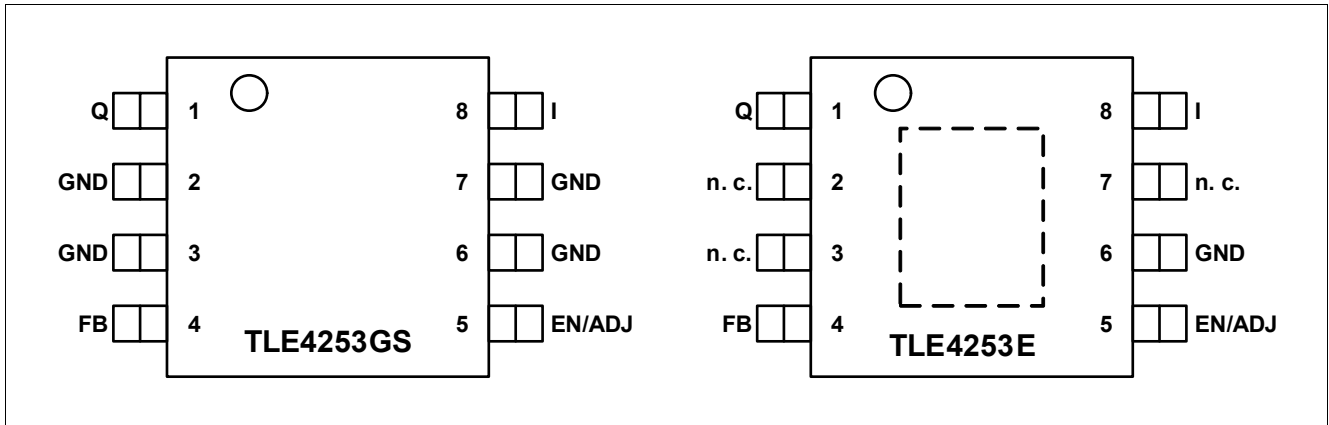 Q 1 8 I
GND 2 7 GND
GND 3 6 GND
FB 4 5 EN/ADJ
TLE4253GS
Q 1 8 I
n. c. 2 7 n. c.
n. c. 3 6 GND
FB 4 5 EN/ADJ
TLE4253E